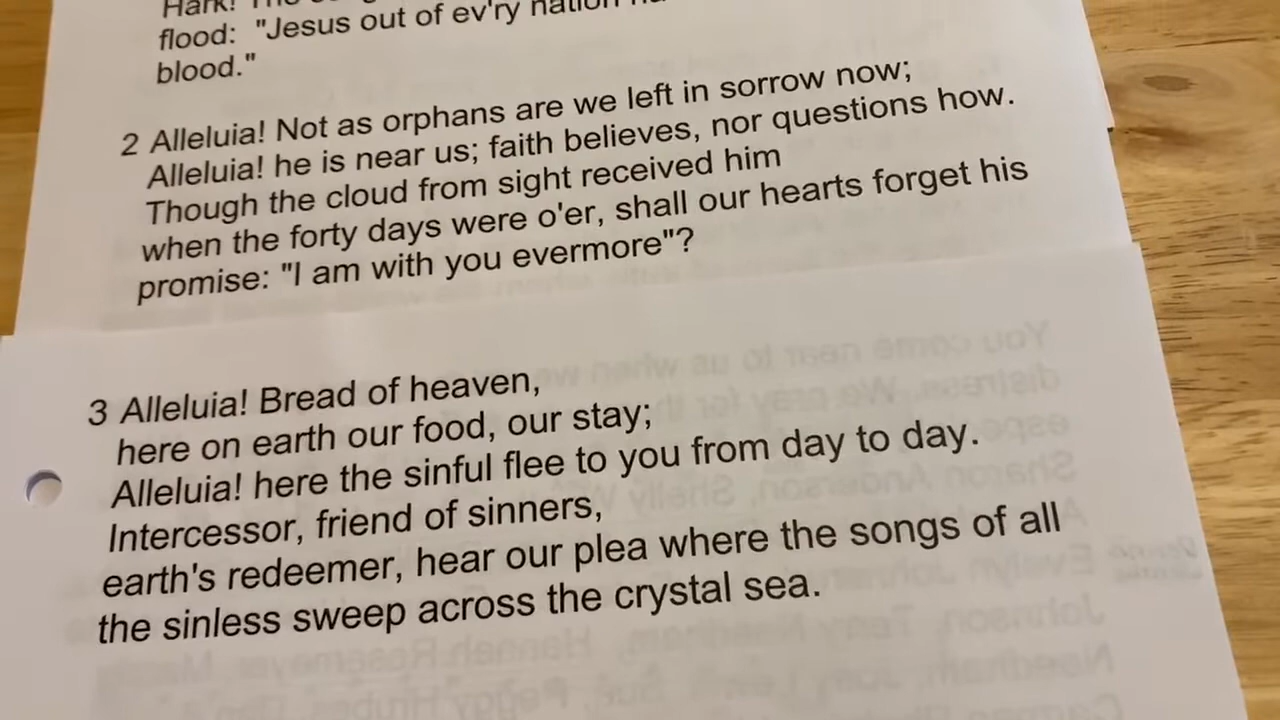 Hark!
flood: "Jesus out of ev'ry nation
blood."
2 Alleluia! Not as orphans are we left in sorrow now;
Alleluia! he is near us; faith believes, nor questions how.
Though the cloud from sight received him
when the forty days were o'er, shall our hearts forget his
promise: "I am with you evermore"?
3 Alleluia! Bread of heaven,
here on earth our food, our stay;
Alleluia! here the sinful flee to you from day to day.
Intercessor, friend of sinners,
earth's redeemer, hear our plea where the songs of all
the sinless sweep across the crystal sea.